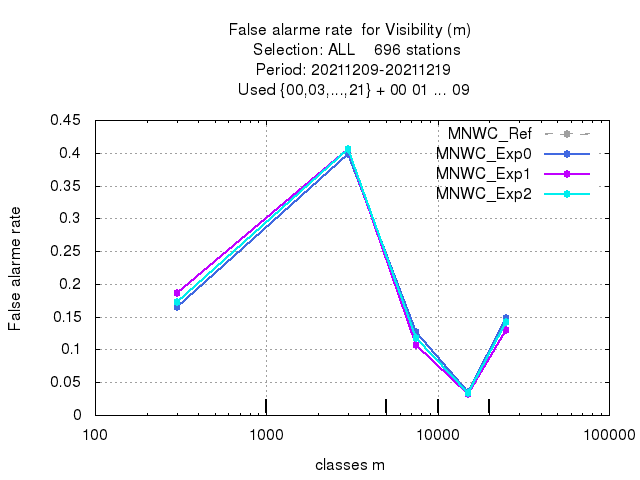 False alarme rate  for Visibility (m)
Selection: ALL    696 stations
Period: 20211209-20211219
Used {00,03,...,21} + 00 01 ... 09
0.45
0.4
0.35
0.3
0.25
0.2
0.15
0.1
0.05
0
False alarme rate
MNWC_Ref
MNWC_Exp0
MNWC_Exp1
MNWC_Exp2
100 1000 10000 100000
classes m